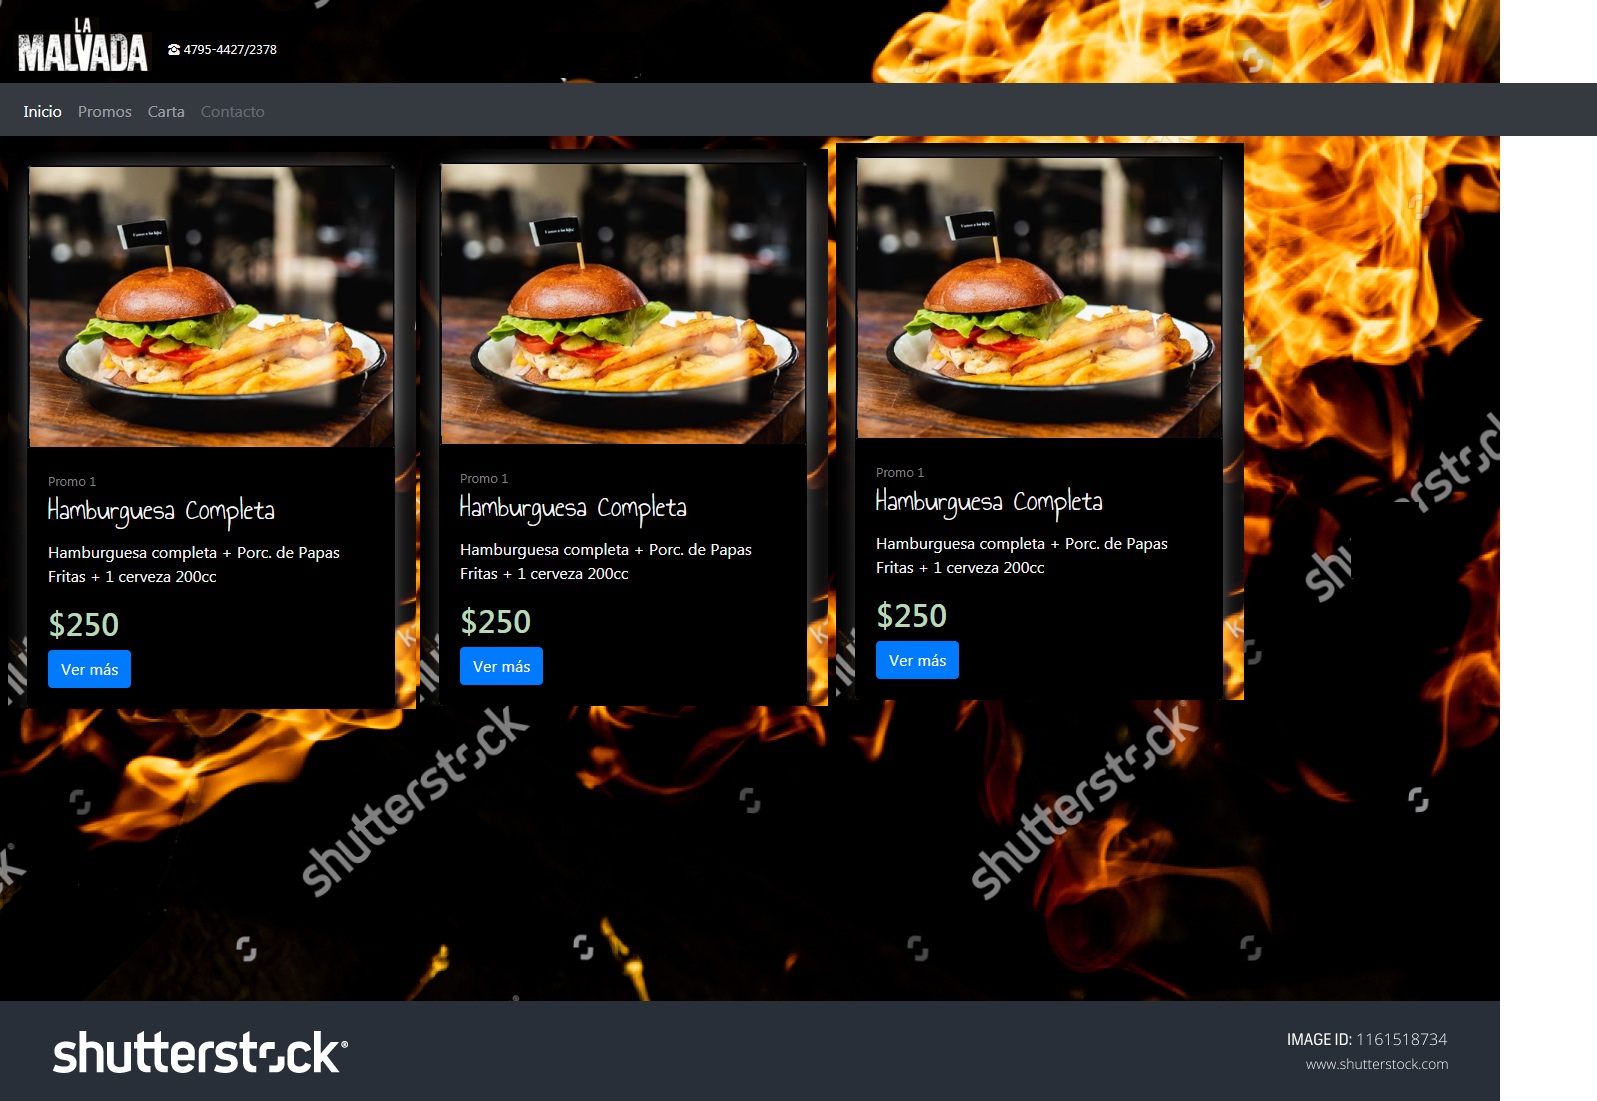 LA
MALVADA
☎ 4795-4427/2378
Inicio Promos Carta Contacto
Promo 1
Hamburguesa Completa
Hamburguesa completa + Porc. de Papas
Fritas + 1 cerveza 200cc
$250
Ver más
Promo 1
Hamburguesa Completa
Hamburguesa completa + Porc. de Papas
Fritas + 1 cerveza 200cc
$250
Ver más
Promo 1
Hamburguesa Completa
Hamburguesa completa + Porc. de Papas
Fritas + 1 cerveza 200cc
$250
Ver más
shutterstock
shutterstock
shutterstock®
IMAGE ID: 1161518734
www.shutterstock.com